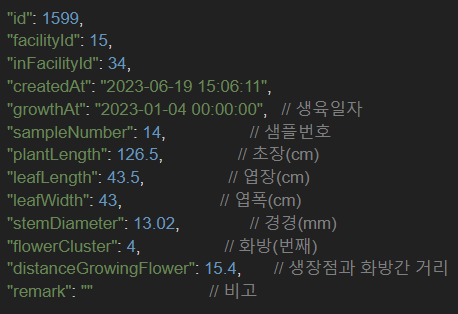 "id": 1599,
"facilityId": 15,
"inFacilityId": 34,
"createdAt": "2023-06-19 15:06:11",
"growthAt": "2023-01-04 00:00:00", // 생육일자
"sampleNumber": 14, // 샘플번호
"plantLength": 126.5, // 초장(cm)
"leafLength": 43.5, // 엽장(cm)
"leafWidth": 43, // 엽폭(cm)
"stemDiameter": 13.02, // 경경(mm)
"flowerCluster": 4, // 화방(번째)
"distanceGrowingFlower": 15.4, // 생장점과 화방간 거리
"remark": "" // 비고